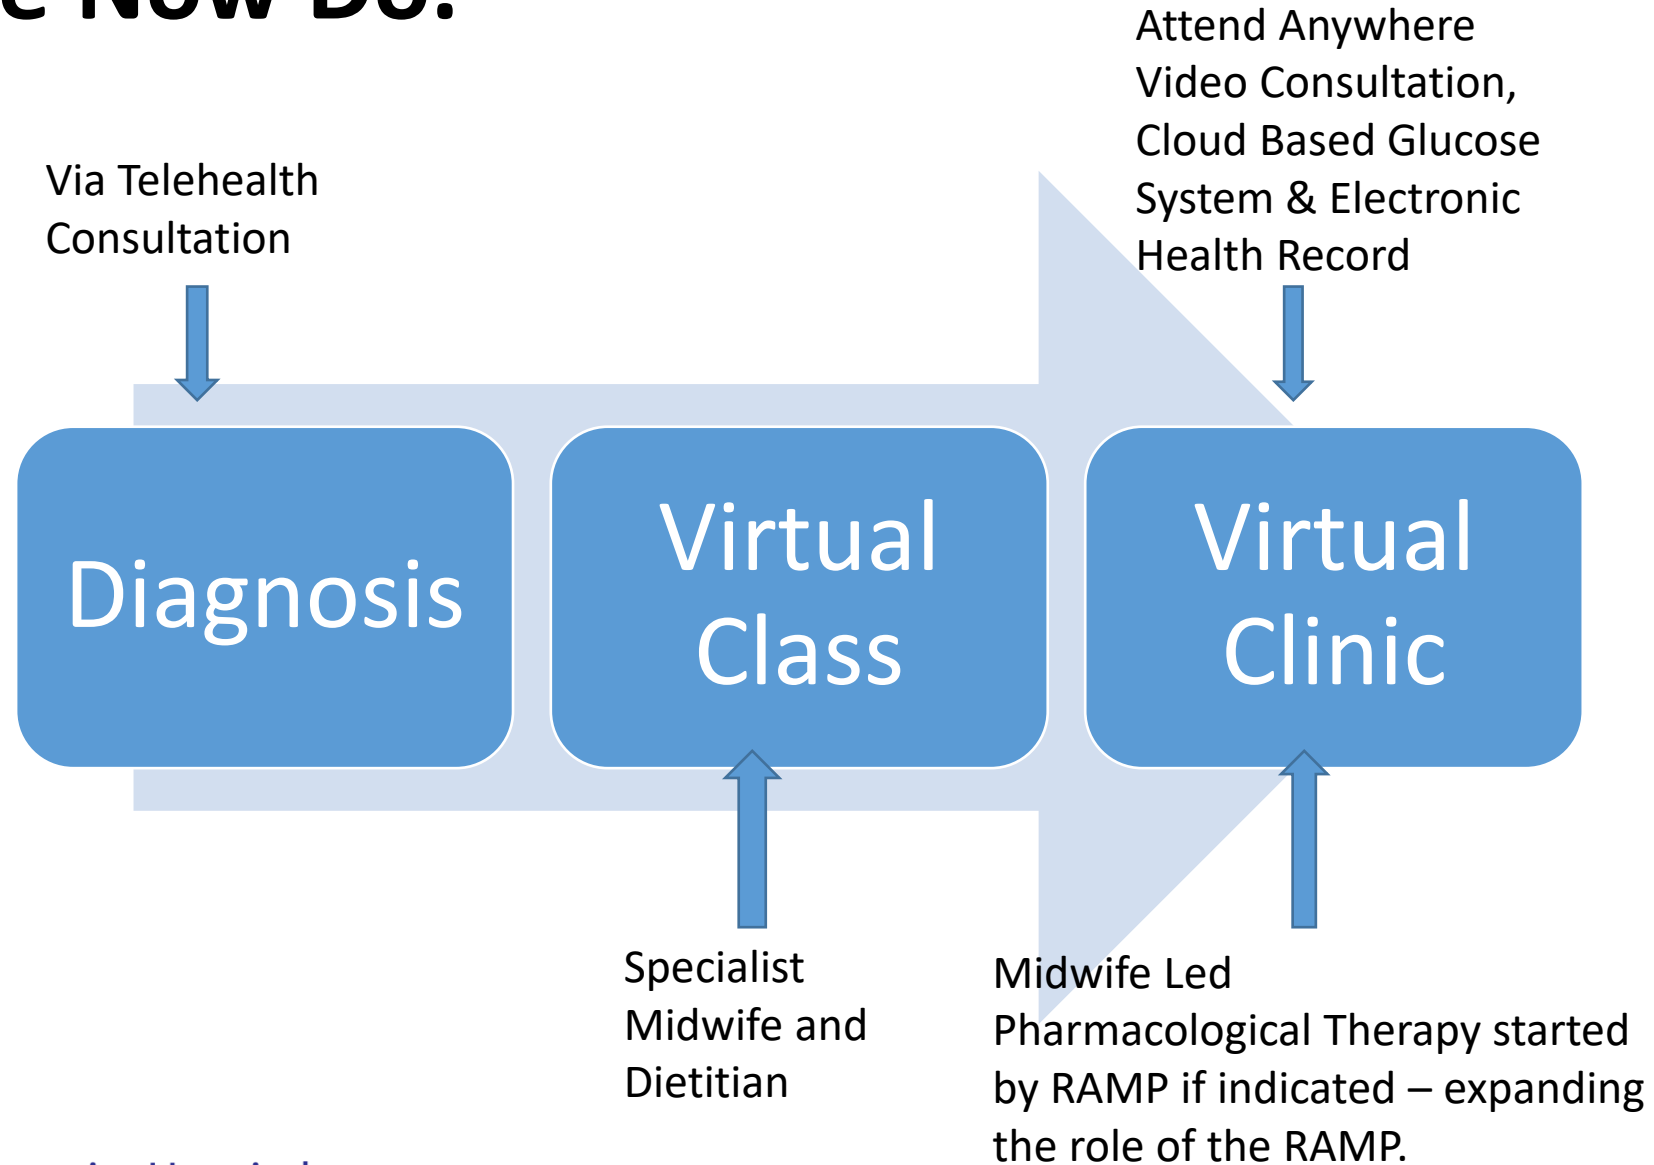 Now Do:
Via Telehealth
Consultation
Attend Anywhere
Video Consultation,
Cloud Based Glucose
System & Electronic
Health Record
Diagnosis
Virtual
Class
Virtual
Clinic
Specialist
Midwife and
Dietitian
Midwife Led
Pharmacological Therapy started
by RAMP if indicated – expanding
the role of the RAMP.